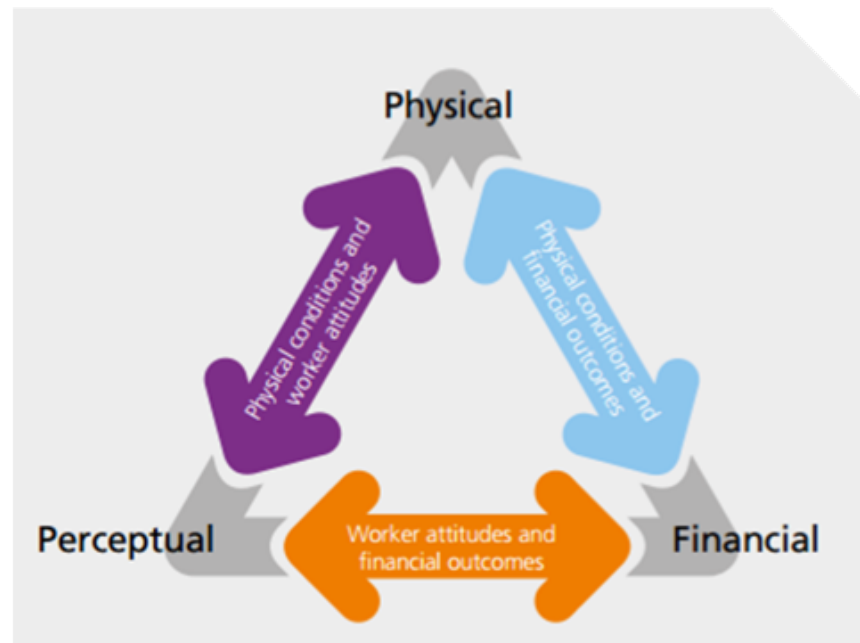 Physical
Physical conditions and
worker attitudes
Physical conditions and
financial outcomes
Perceptual
Worker attitudes and
financial outcomes
Financial